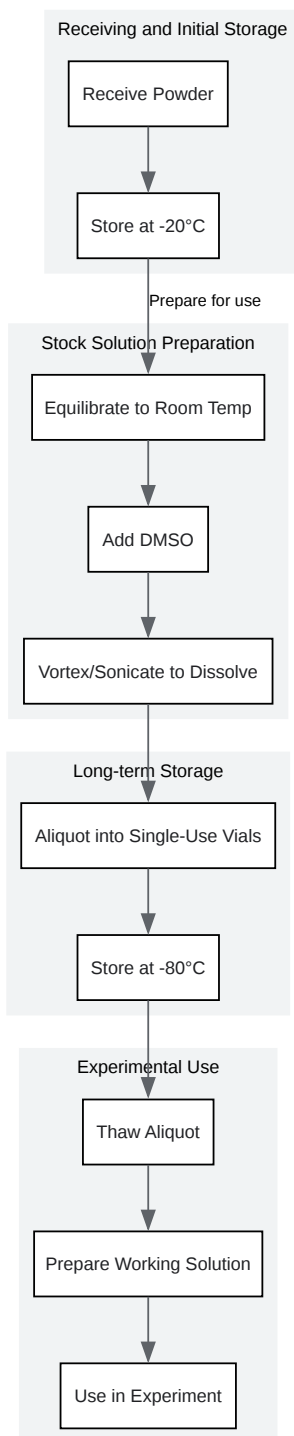 Receiving and Initial Storage
Receive Powder
Store at -20°C
Prepare for use
Stock Solution Preparation
Equilibrate to Room Temp
Add DMSO
Vortex/Sonicate to Dissolve
Long-term Storage
Aliquot into Single-Use Vials
Store at -80°C
Experimental Use
Thaw Aliquot
Prepare Working Solution
Use in Experiment